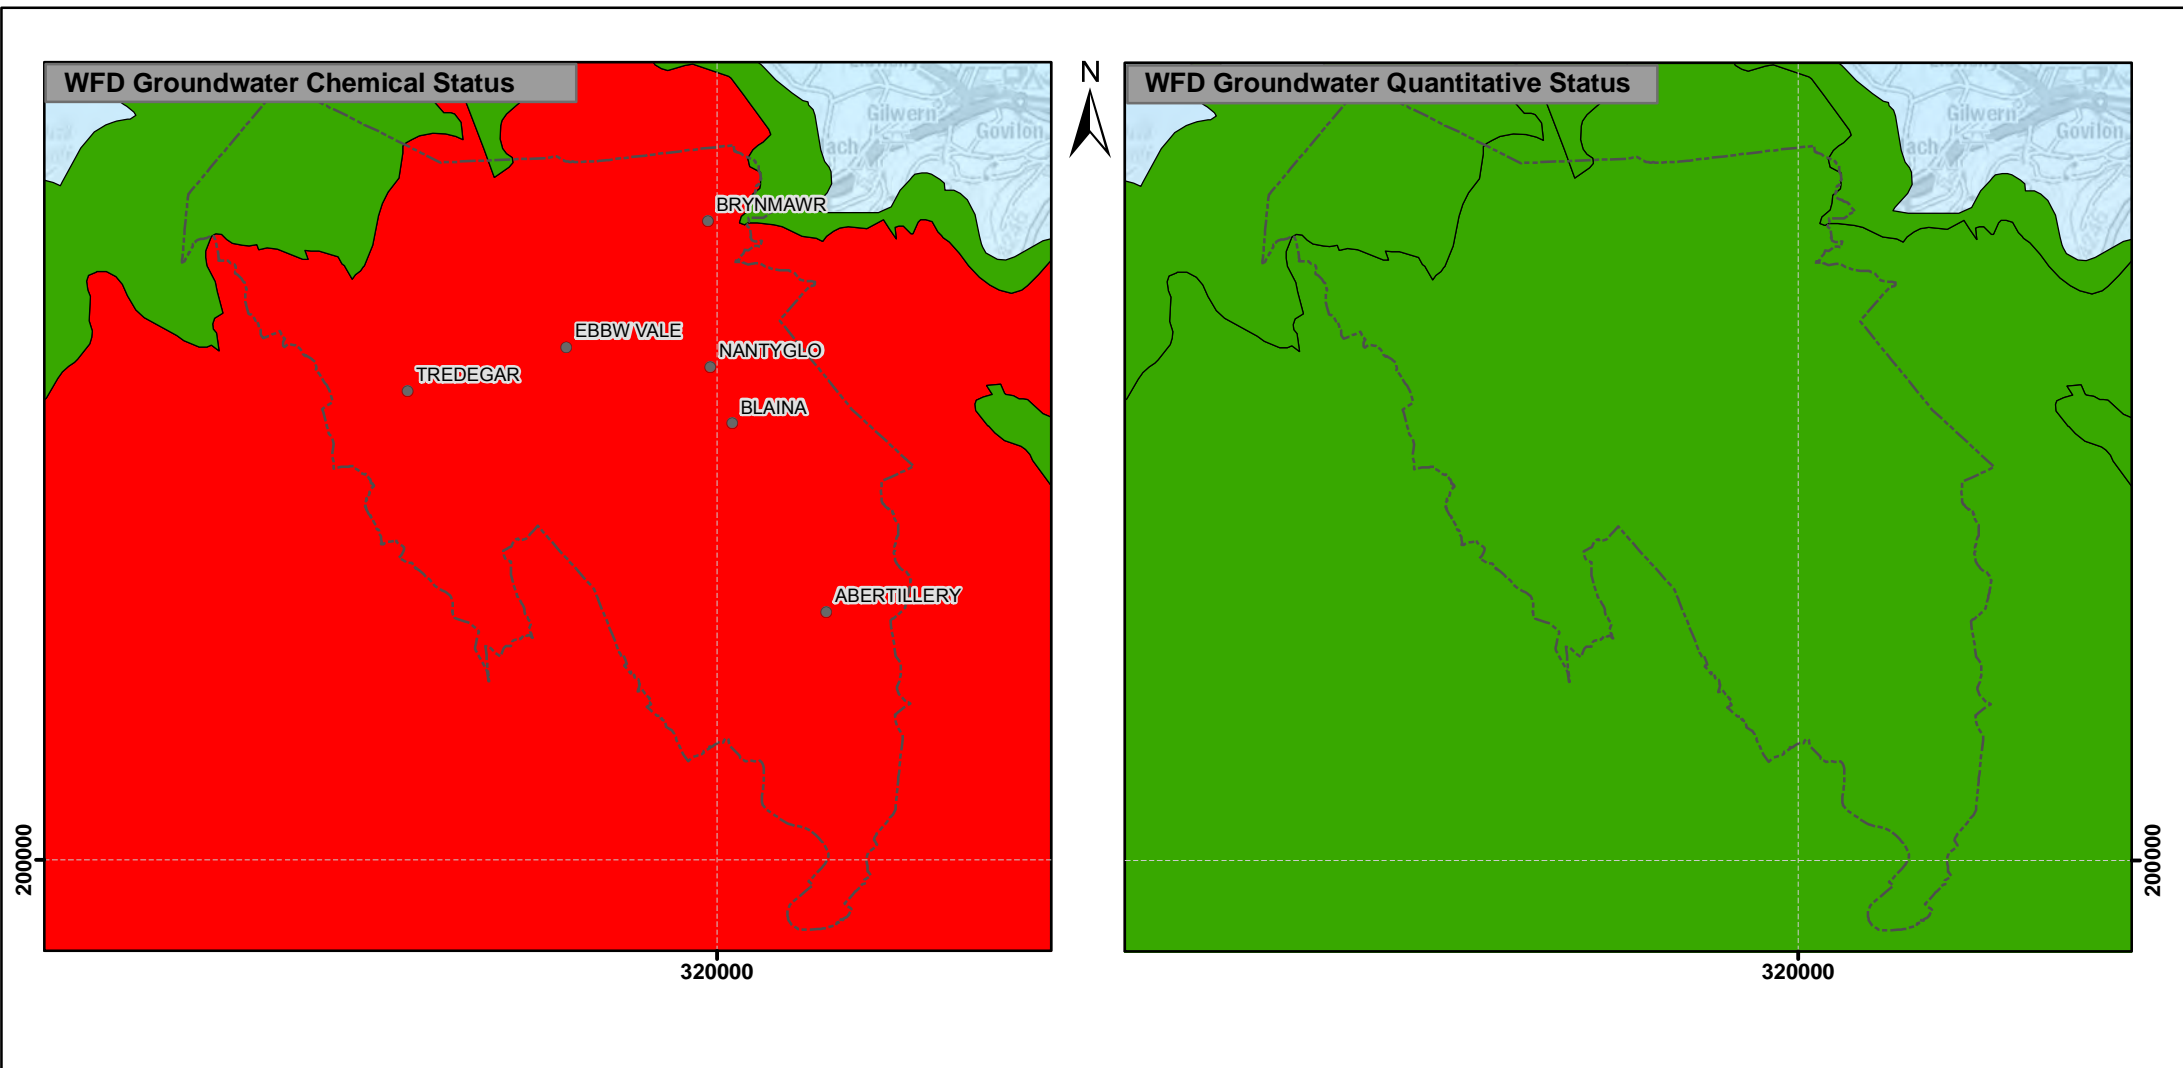 WFD Groundwater Chemical Status
N
WFD Groundwater Quantitative Status
Gilwern
Govilon
Gilwern
Govilon
BRYNMAWR
EBBW VALE
NANTYGLO
TREDEGAR
BLAINA
ABERTILLERY
200000
200000
320000
320000